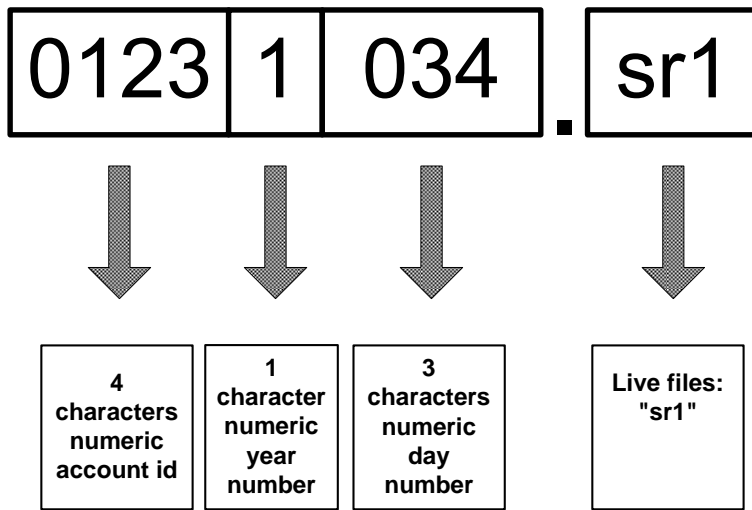 0123 1 034 . sr1
4
characters
numeric
account id
1
character
numeric
year
number
3
characters
numeric
day
number
Live files:
"sr1"